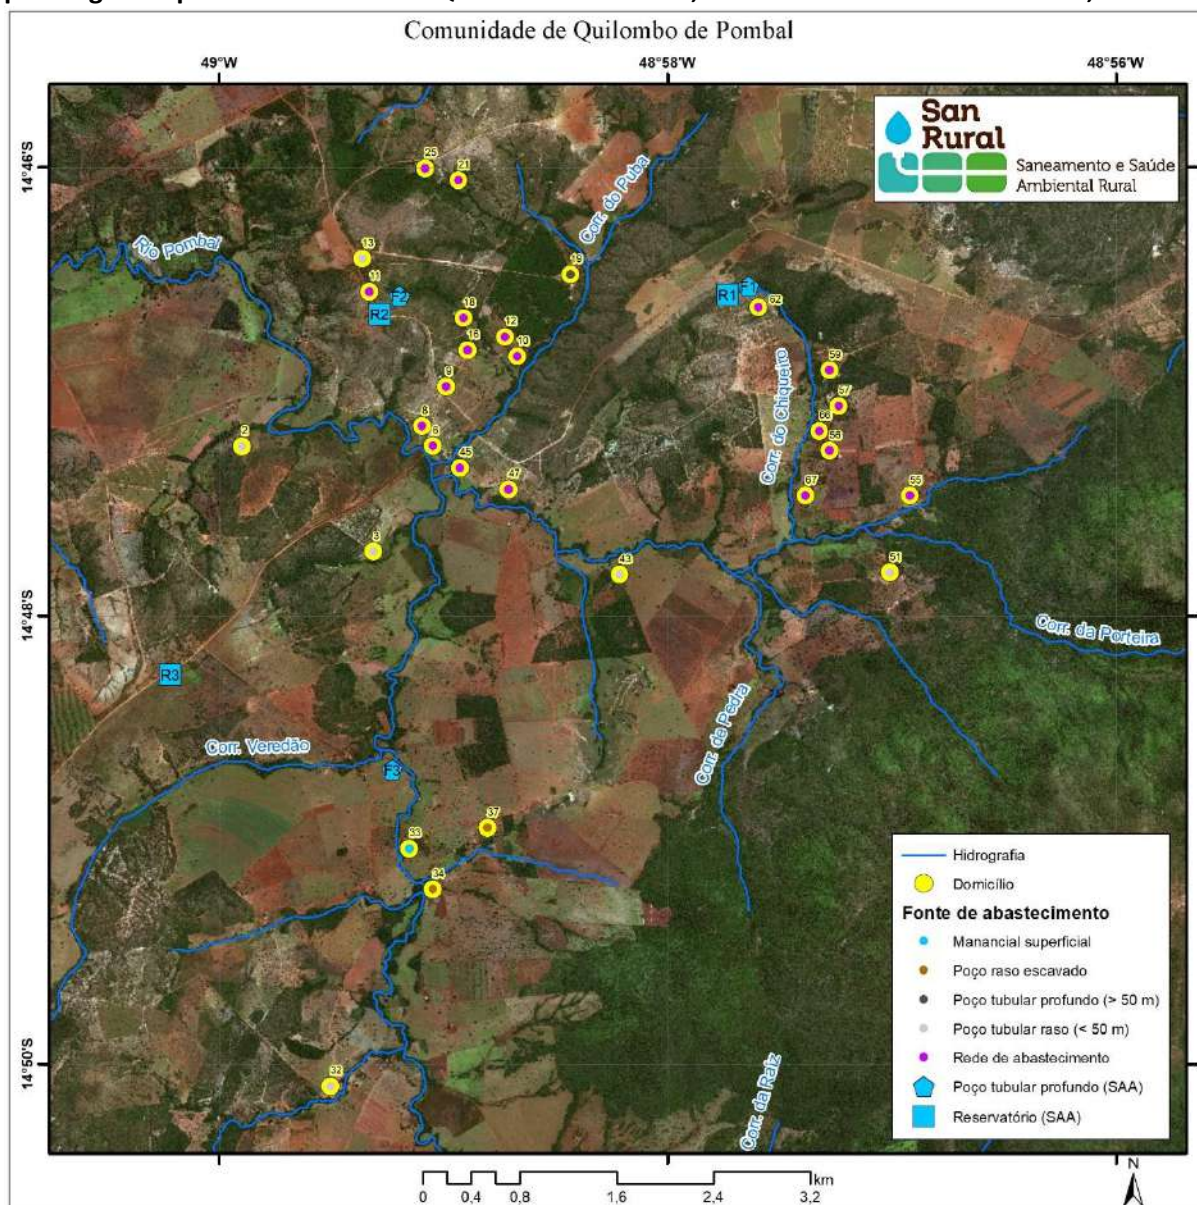 Comunidade de Quilombo de Pombal
49°W
48°58'W
48°56'W
San
Rural
Saneamento e Saúde
Ambiental Rural
14°46'S
25
21
Corr. do Puba
Rio Pombal
13
19
11
F2
R2
R1
F1
62
18
12
16
10
59
9
57
Corr. do Chiqueiro
8
66
2
6
56
45
47
67
55
3
43
51
14°48'S
Corr. da Porteira
R3
Corr. da Pedra
Corr. Veredão
F3
37
33
34
14°50'S
32
Corr. da Raiz
Hidrografia
Domicílio
Fonte de abastecimento
Manancial superficial
Poço raso escavado
Poço tubular profundo (> 50 m)
Poço tubular raso (< 50 m)
Rede de abastecimento
Poço tubular profundo (SAA)
Reservatório (SAA)
0 0,4 0,8 1,6 2,4 3,2 km
N